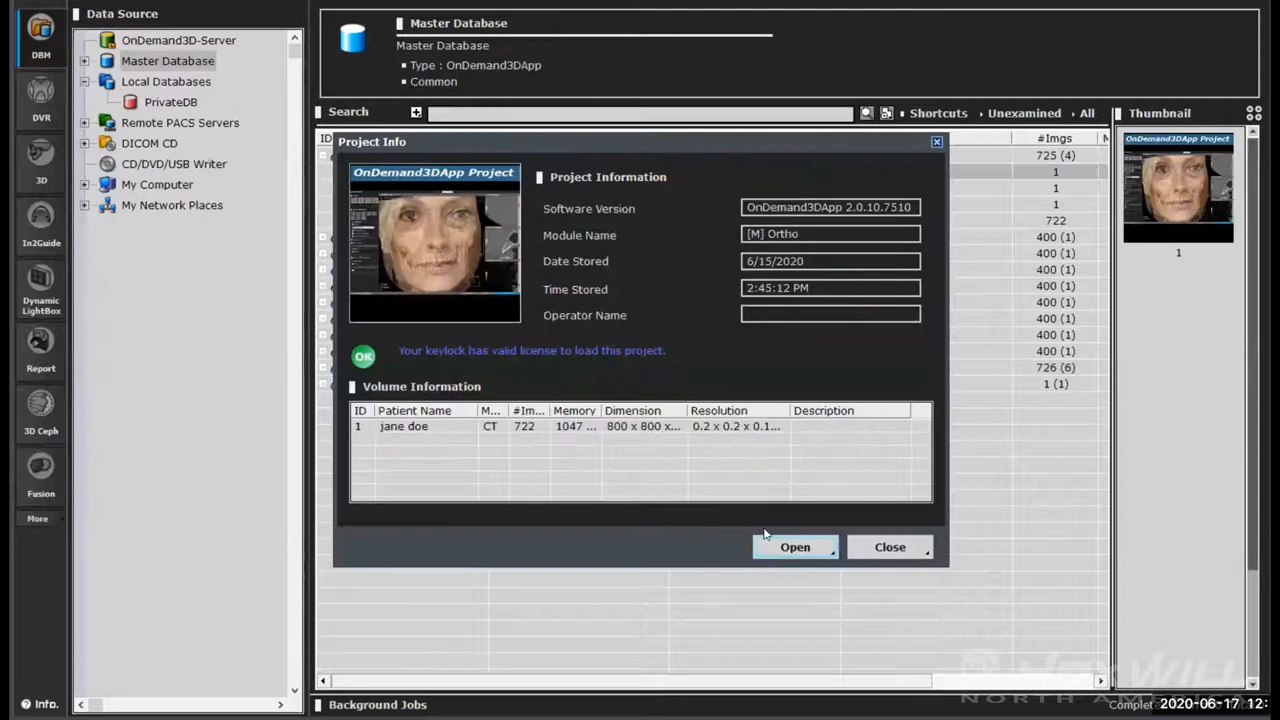 DBM
DVR
3D
In2Guide
Dynamic
LightBox
Report
3D Ceph
Fusion
More
Info.
Data Source
OnDemand3D-Server
Master Database
Local Databases
PrivateDB
Remote PACS Servers
DICOM CD
CD/DVD/USB Writer
My Computer
My Network Places
Master Database
Master Database
Type : OnDemand3DApp
Common
Search
Shortcuts
Unexamined
All
ID
#Imgs
725 (4)
1
1
1
722
400 (1)
400 (1)
400 (1)
400 (1)
400 (1)
400 (1)
400 (1)
400 (1)
726 (6)
1 (1)
Project Info
OnDemand3DApp Project
Project Information
Software Version OnDemand3DApp 2.0.10.7510
Module Name [M] Ortho
Date Stored 6/15/2020
Time Stored 2:45:12 PM
Operator Name
OK Your keylock has valid license to load this project.
Volume Information
ID Patient Name M... #Im... Memory Dimension Resolution Description
1 jane doe CT 722 1047 ... 800 x 800 x... 0.2 x 0.2 x 0.1...
Open Close
Thumbnail
OnDemand3DApp Project
1
NORTH AMERICA
Background Jobs
2020-06-17 12: